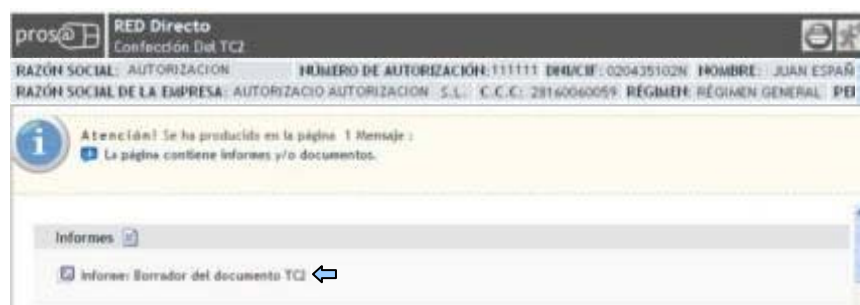 pros@
RED Directo
Confección Del TC2
RAZÓN SOCIAL: AUTORIZACION NÚMERO DE AUTORIZACIÓN: 111111 DNI/CIF: 020435102N NOMBRE: JUAN ESPAÑ
RAZÓN SOCIAL DE LA EMPRESA: AUTORIZACIO AUTORIZACION S.L. C.C.C: 28160060059 RÉGIMEN: RÉGIMEN GENERAL PE
Atención! Se ha producido en la página 1 Mensaje :
La página contiene informes y/o documentos.
Informes
Informe: Borrador del documento TC2